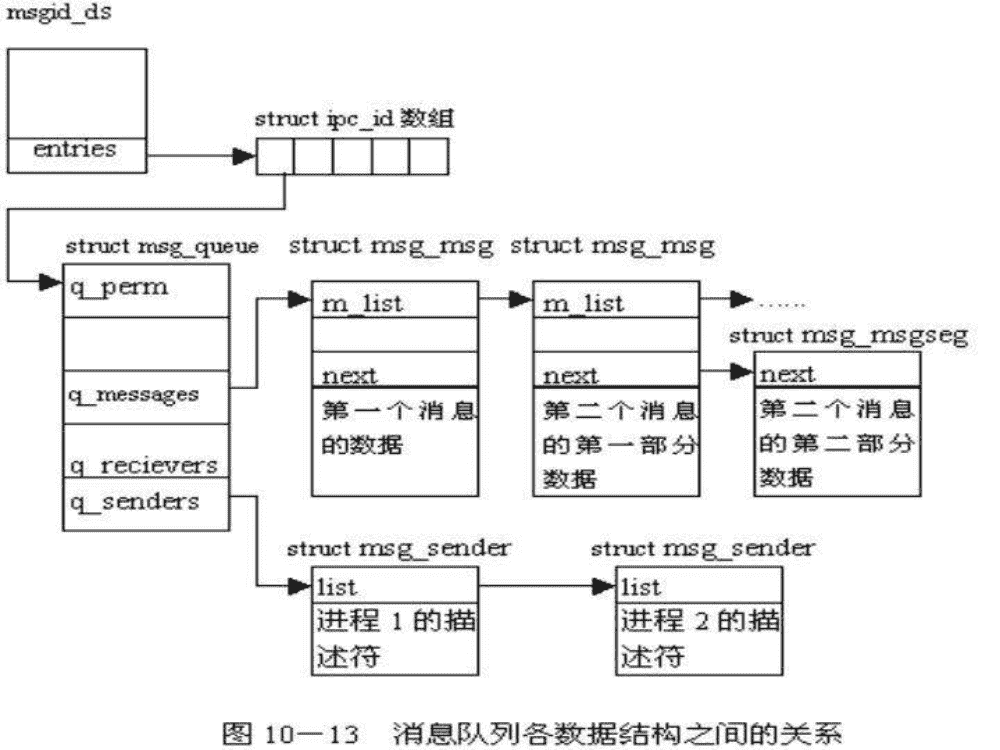 msgid_ds
entries
struct ipc_id 数组
struct msg_queue
q_perm
q_messages
q_recievers
q_senders
struct msg_msg
m_list
next
第一个消息
的数据
struct msg_msg
m_list
next
第二个消息
的第一部分
数据
……
struct msg_msgseg
next
第二个消息
的第二部分
数据
struct msg_sender
list
进程 1 的描
述符
struct msg_sender
list
进程 2 的描
述符
图 10－13 消息队列各数据结构之间的关系